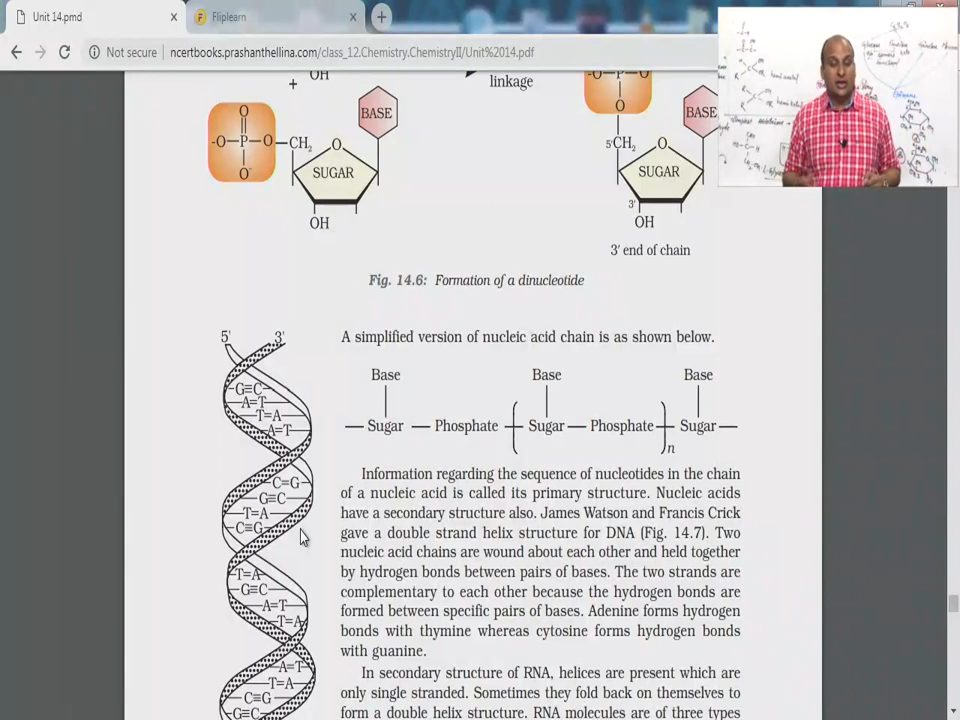 Unit 14.pmd
Fliplearn
Not secure
ncertbooks.prashanthellina.com/class_12.Chemistry.ChemistryII/Unit%2014.pdf
+
OH
linkage
-O-P-O
O
O
-O-P-O-CH2
O-
BASE
O
SUGAR
OH
5'CH2
BASE
O
SUGAR
3'
OH
3' end of chain
Fig. 14.6: Formation of a dinucleotide
5' 3'
G≡C
A=T
T=A
A=T
C=G
G≡C
T=A
C≡G
T=A
G≡C
A=T
T=A
A=T
T=A
C≡G
G≡C
A simplified version of nucleic acid chain is as shown below.
Base Base Base
Sugar Phosphate Sugar Phosphate Sugar
n
Information regarding the sequence of nucleotides in the chain
of a nucleic acid is called its primary structure. Nucleic acids
have a secondary structure also. James Watson and Francis Crick
gave a double strand helix structure for DNA (Fig. 14.7). Two
nucleic acid chains are wound about each other and held together
by hydrogen bonds between pairs of bases. The two strands are
complementary to each other because the hydrogen bonds are
formed between specific pairs of bases. Adenine forms hydrogen
bonds with thymine whereas cytosine forms hydrogen bonds
with guanine.
In secondary structure of RNA, helices are present which are
only single stranded. Sometimes they fold back on themselves to
form a double helix structure. RNA molecules are of three types